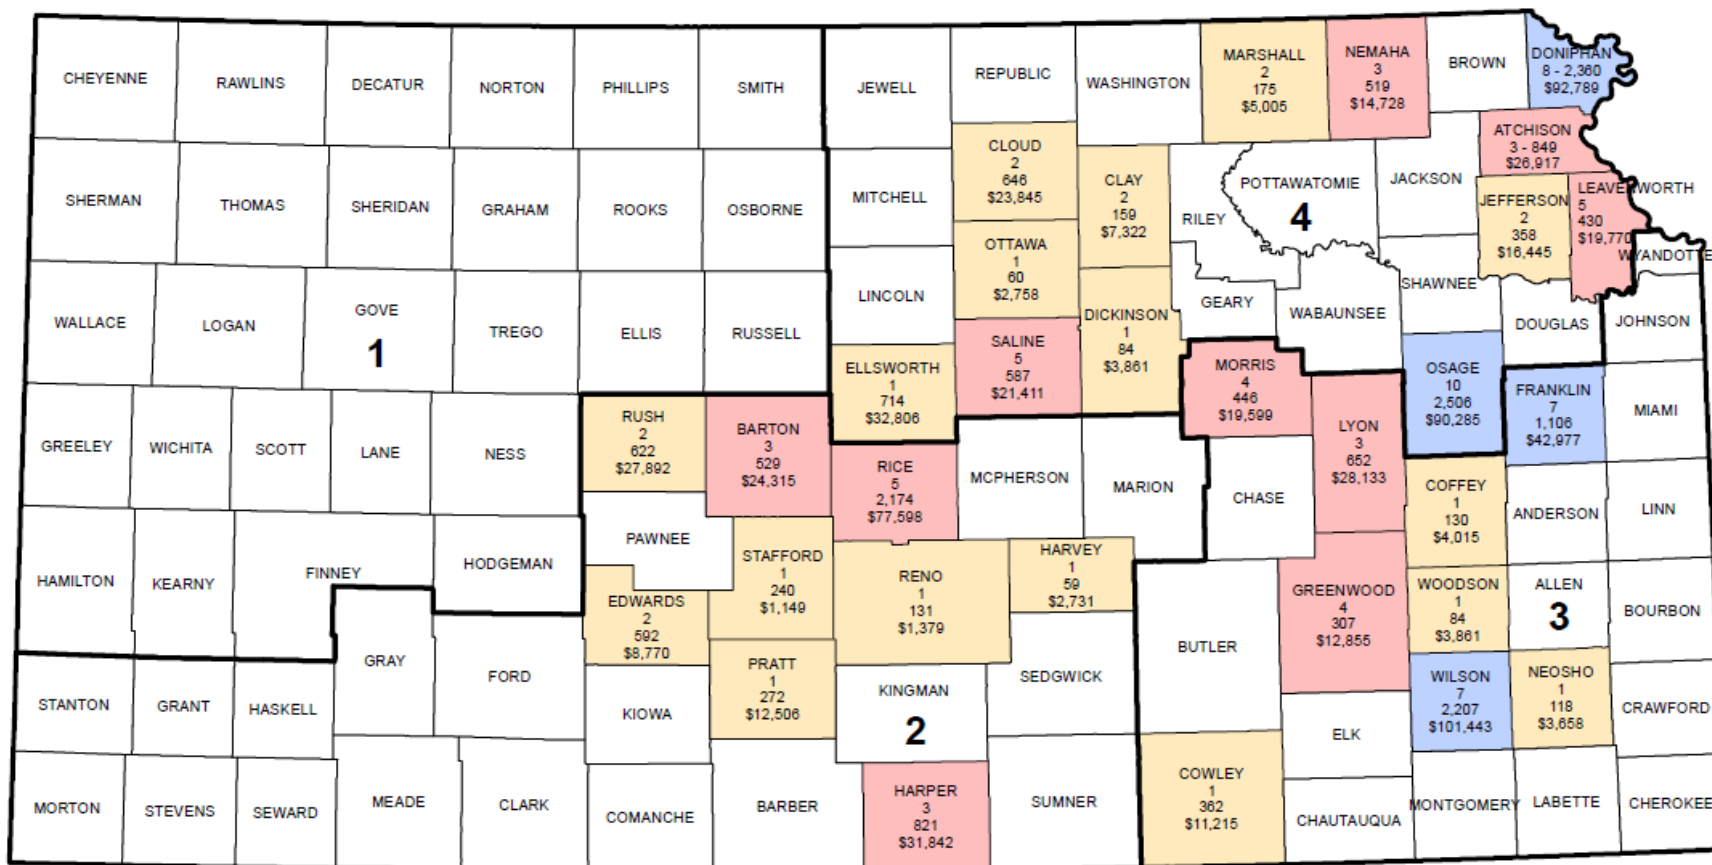 CHEYENNE
RAWLINS
DECATUR
NORTON
PHILLIPS
SMITH
JEWELL
REPUBLIC
WASHINGTON
MARSHALL
2
175
$5,005
NEMAHA
3
519
$14,728
BROWN
DONIPHAN
8 - 2,360
$92,789
ATCHISON
3 - 849
$26,917
SHERMAN
THOMAS
SHERIDAN
GRAHAM
ROOKS
OSBORNE
MITCHELL
CLOUD
2
646
$23,845
CLAY
2
159
$7,322
RILEY
POTTAWATOMIE
4
JACKSON
JEFFERSON
2
358
$16,445
LEAVENWORTH
5
430
$19,770
WYANDOTTE
WALLACE
LOGAN
GOVE
1
TREGO
ELLIS
RUSSELL
LINCOLN
OTTAWA
1
60
$2,758
DICKINSON
1
84
$3,861
GEARY
WABAUNSEE
SHAWNEE
DOUGLAS
JOHNSON
ELLSWORTH
1
714
$32,806
SALINE
5
587
$21,411
MORRIS
4
446
$19,599
OSAGE
10
2,506
$90,285
FRANKLIN
7
1,106
$42,977
MIAMI
GREELEY
WICHITA
SCOTT
LANE
NESS
RUSH
2
622
$27,892
BARTON
3
529
$24,315
RICE
5
2,174
$77,598
MCPHERSON
MARION
CHASE
LYON
3
652
$28,133
COFFEY
1
130
$4,015
ANDERSON
LINN
HAMILTON
KEARNY
FINNEY
HODGEMAN
PAWNEE
STAFFORD
1
240
$1,149
RENO
1
131
$1,379
HARVEY
1
59
$2,731
EDWARDS
2
592
$8,770
BUTLER
GREENWOOD
4
307
$12,855
WOODSON
1
84
$3,861
ALLEN
3
BOURBON
STANTON
GRANT
HASKELL
GRAY
FORD
KIOWA
PRATT
1
272
$12,506
KINGMAN
2
SEDGWICK
ELK
WILSON
7
2,207
$101,443
NEOSHO
1
118
$3,658
CRAWFORD
MORTON
STEVENS
SEWARD
MEADE
CLARK
COMANCHE
BARBER
HARPER
3
821
$31,842
SUMNER
COWLEY
1
362
$11,215
CHAUTAUQUA
MONTGOMERY
LABETTE
CHEROKEE